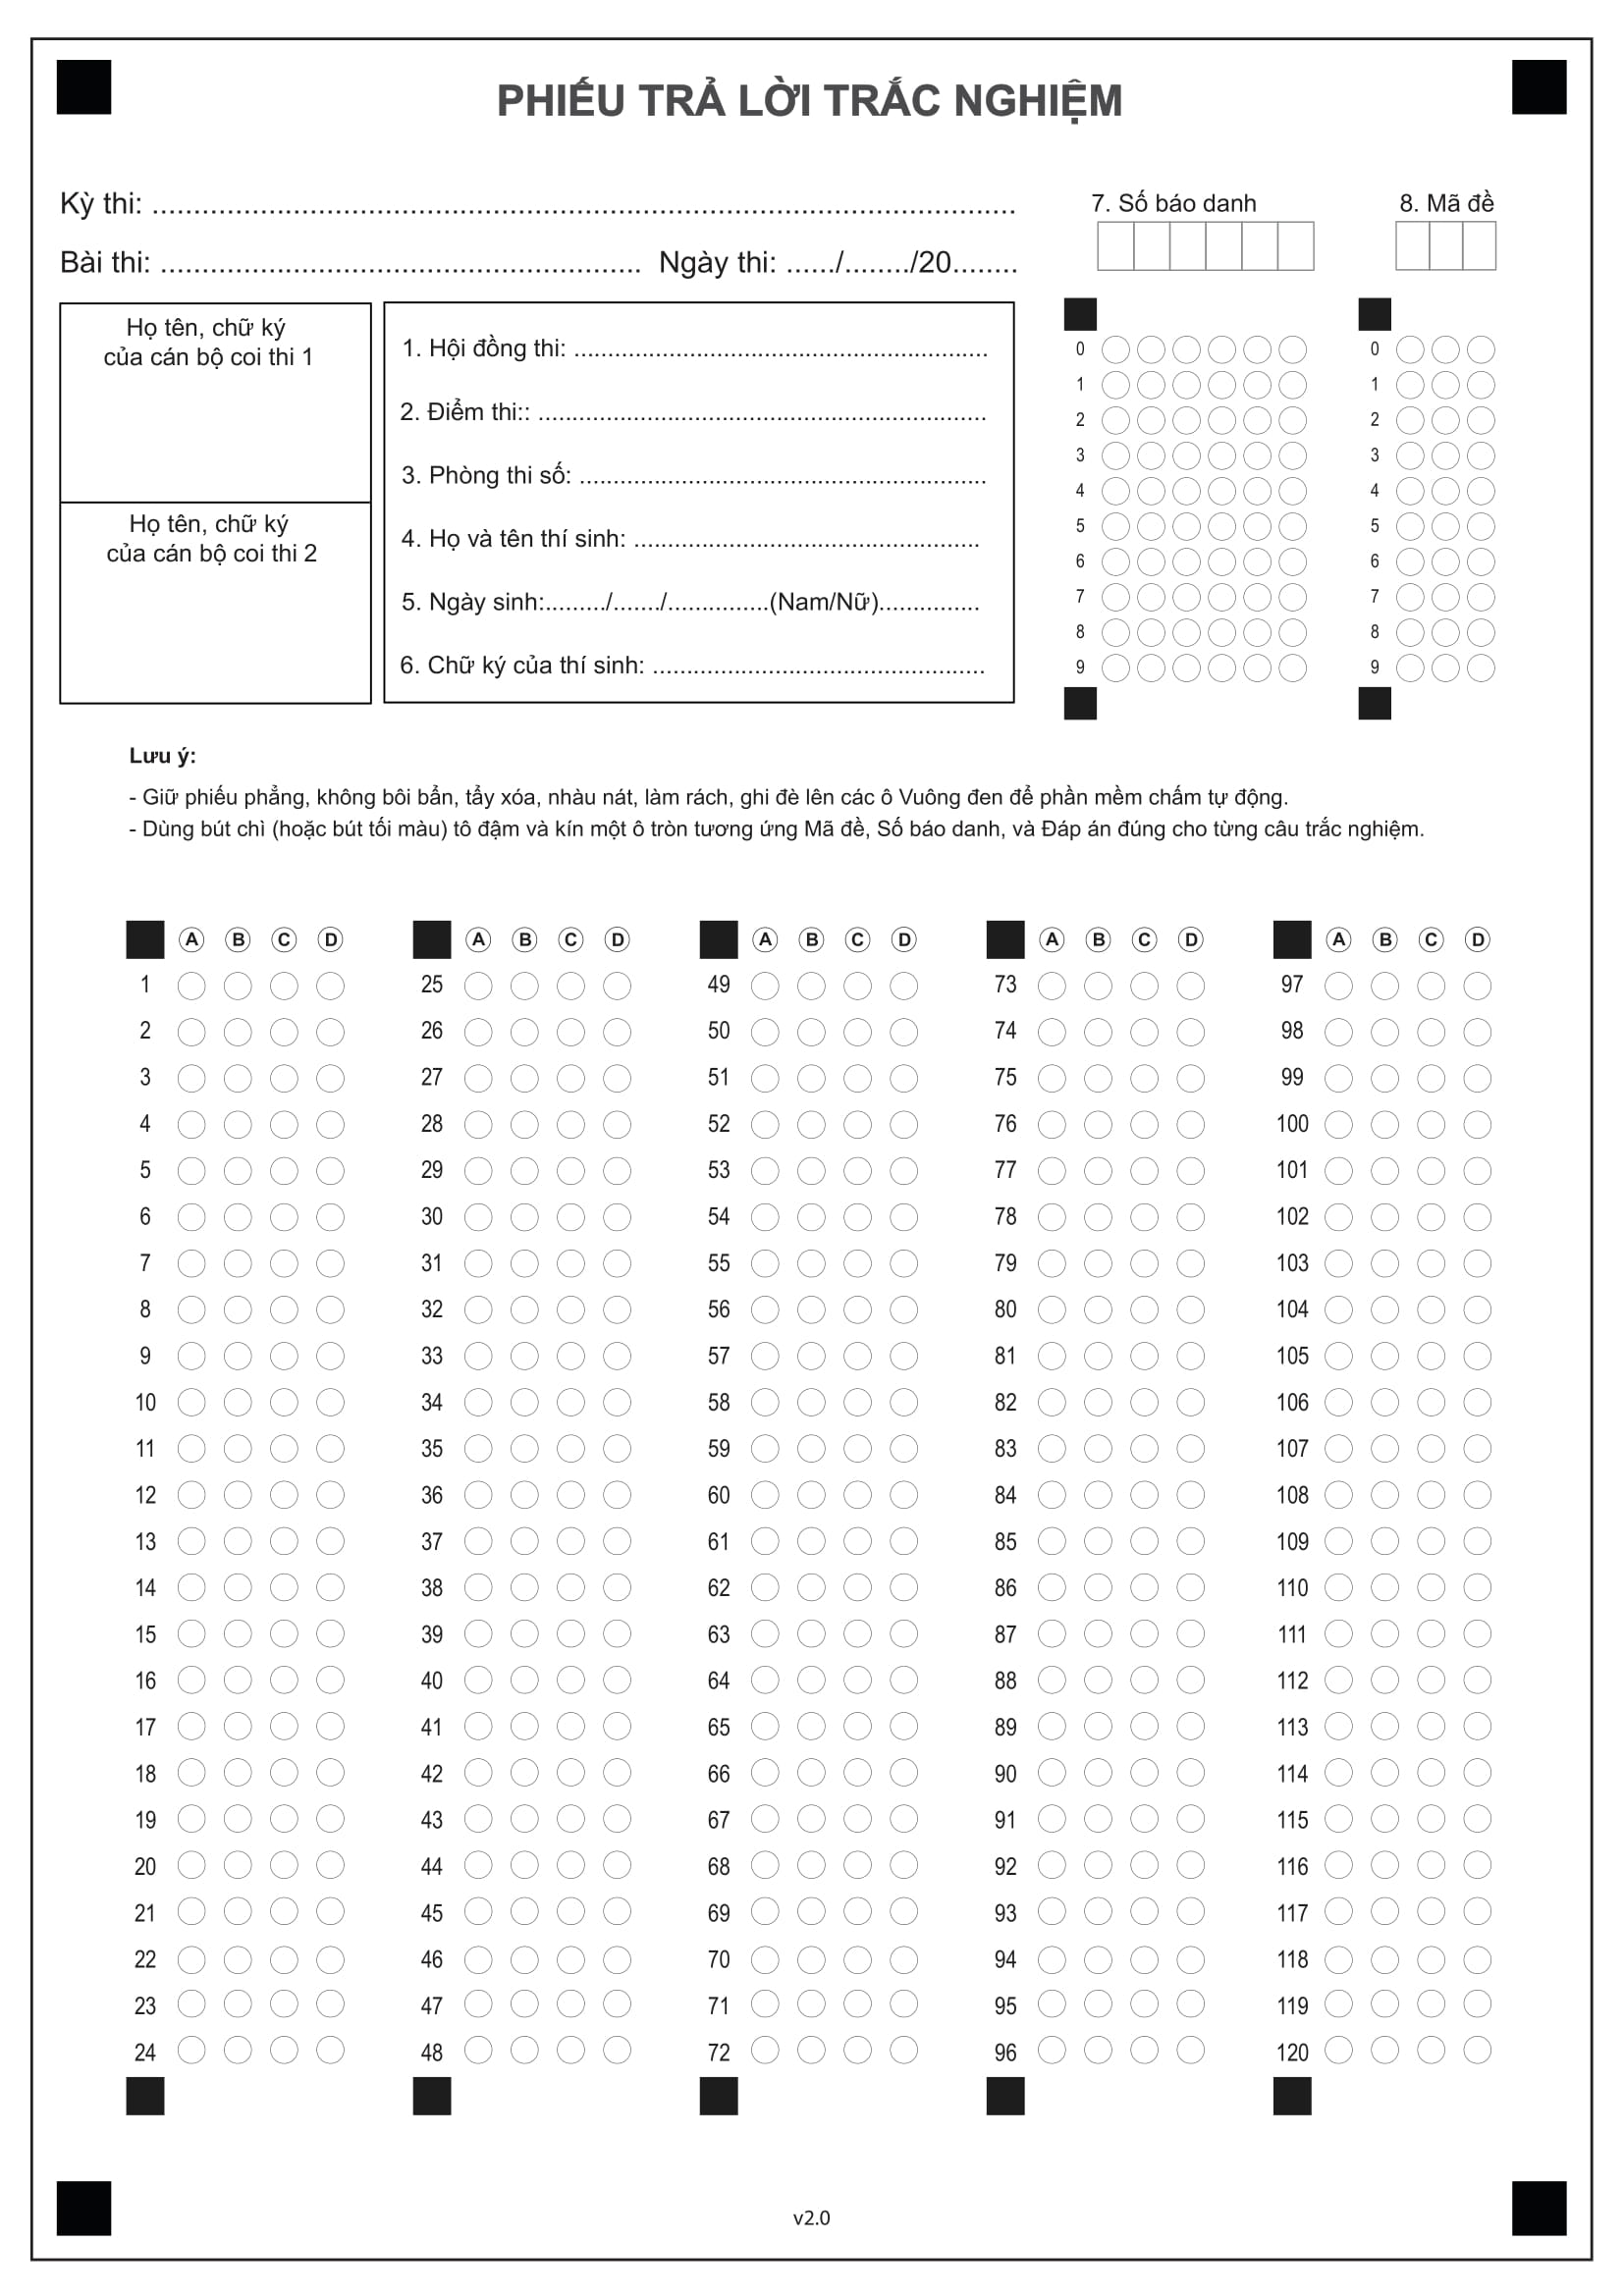 PHIẾU TRẢ LỜI TRẮC NGHIỆM
Kỳ thi: ........................................................................................................
Bài thi: .......................................................... Ngày thi: ....../......../20........
7. Số báo danh
8. Mã đề
Họ tên, chữ ký
của cán bộ coi thi 1
Họ tên, chữ ký
của cán bộ coi thi 2
1. Hội đồng thi: .............................................................
2. Điểm thi:: ..................................................................
3. Phòng thi số: ............................................................
4. Họ và tên thí sinh: ...................................................
5. Ngày sinh:........./......./...............(Nam/Nữ)...............
6. Chữ ký của thí sinh: .................................................
0 0
1 1
2 2
3 3
4 4
5 5
6 6
7 7
8 8
9 9
Lưu ý:
- Giữ phiếu phẳng, không bôi bẩn, tẩy xóa, nhàu nát, làm rách, ghi đè lên các ô Vuông đen để phần mềm chấm tự động.
- Dùng bút chì (hoặc bút tối màu) tô đậm và kín một ô tròn tương ứng Mã đề, Số báo danh, và Đáp án đúng cho từng câu trắc nghiệm.
A B C D A B C D A B C D A B C D A B C D
1 25 49 73 97
2 26 50 74 98
3 27 51 75 99
4 28 52 76 100
5 29 53 77 101
6 30 54 78 102
7 31 55 79 103
8 32 56 80 104
9 33 57 81 105
10 34 58 82 106
11 35 59 83 107
12 36 60 84 108
13 37 61 85 109
14 38 62 86 110
15 39 63 87 111
16 40 64 88 112
17 41 65 89 113
18 42 66 90 114
19 43 67 91 115
20 44 68 92 116
21 45 69 93 117
22 46 70 94 118
23 47 71 95 119
24 48 72 96 120
v2.0